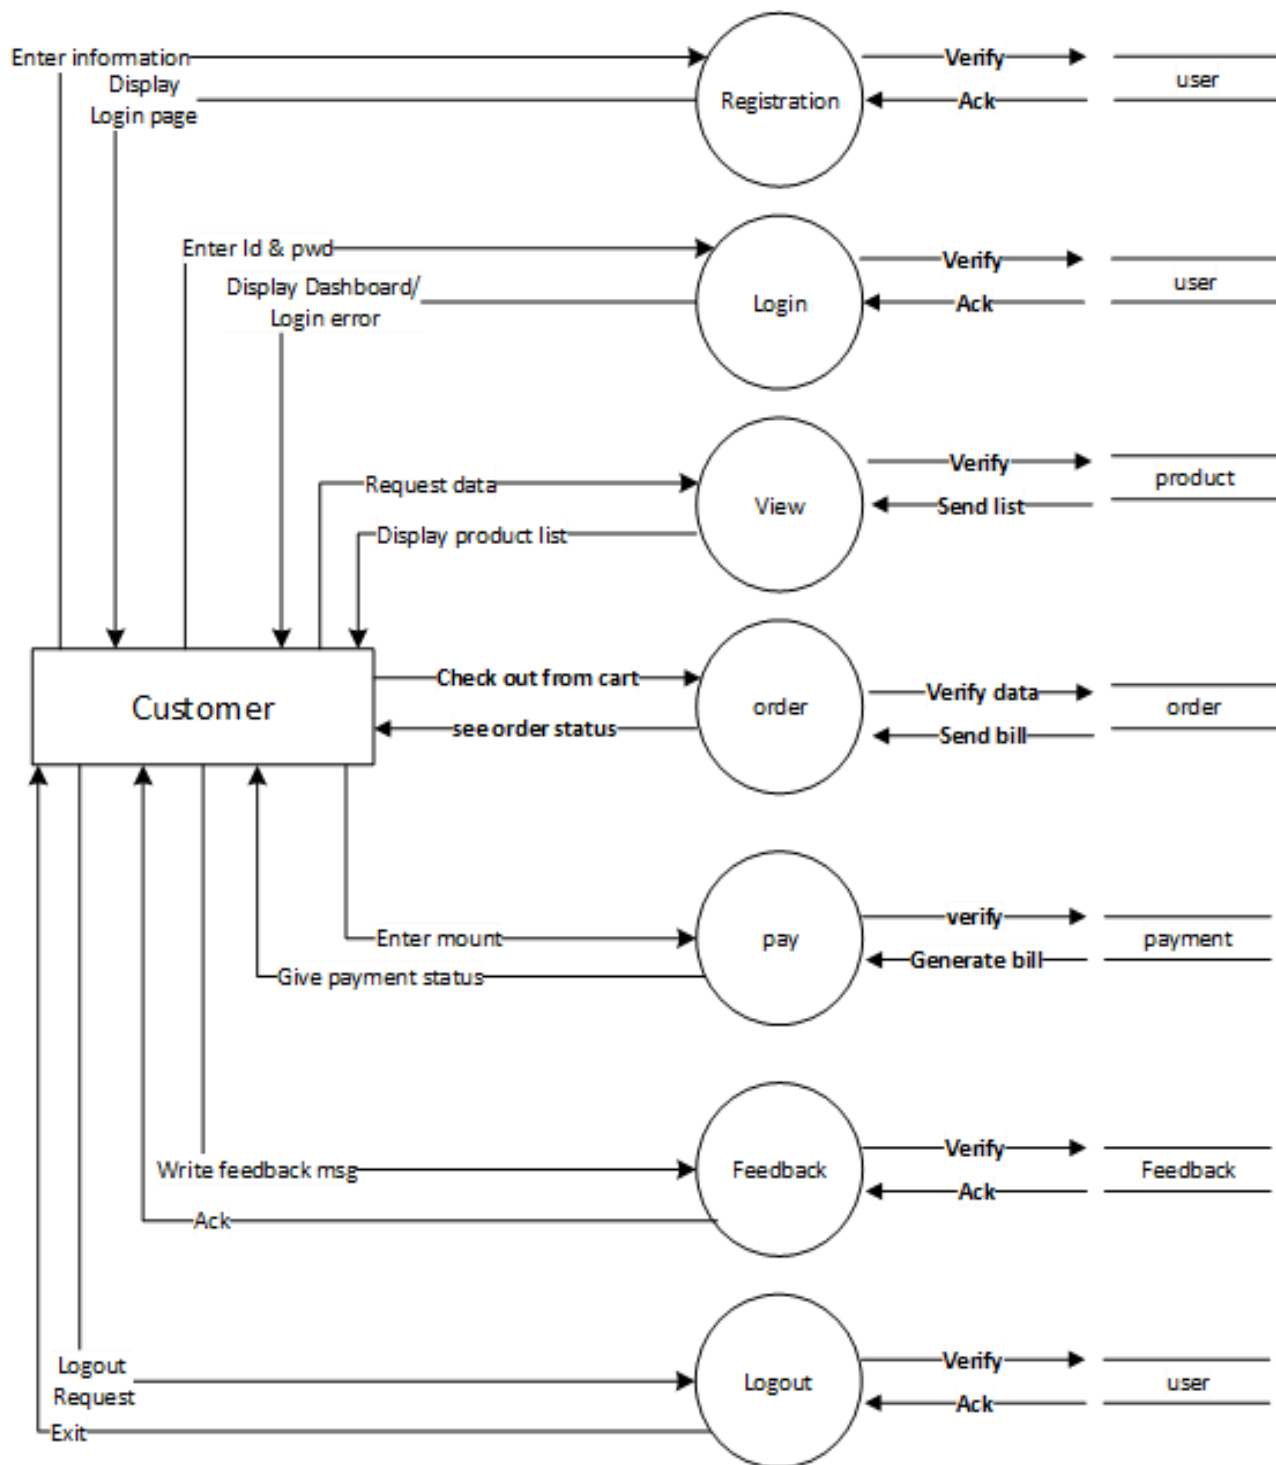 Enter information
Verify
Display
Login page
user
Registration
Ack
Enter Id & pwd
Verify
Display Dashboard/
Login error
user
Login
Ack
Verify
Request data
product
View
Send list
Display product list
Check out from cart
Verify data
Customer
order
order
see order status
Send bill
verify
Enter mount
pay
payment
Generate bill
Give payment status
Verify
Write feedback msg
Feedback
Feedback
Ack
Ack
Verify
Logout
Request
Logout
user
Ack
Exit